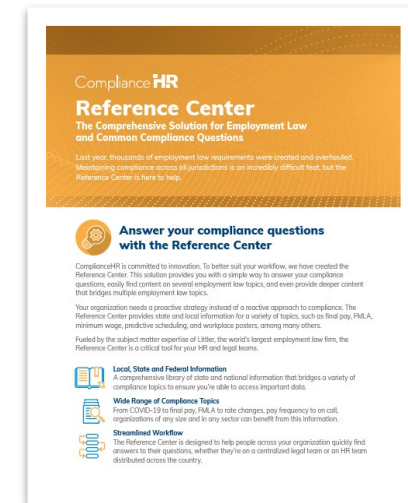 Compliance HR
Reference Center
The Comprehensive Solution for Employment Law
and Common Compliance Questions
Last year, thousands of employment law requirements were created and overhauled.
Maintaining compliance across all jurisdictions is an incredibly difficult feat, but the
Reference Center is here to help.
Answer your compliance questions
with the Reference Center
ComplianceHR is committed to innovation. To better suit your workflow, we have created the
Reference Center. This solution provides you with a simple way to answer your compliance
questions, easily find content on several employment law topics, and even provide deeper content
that bridges multiple employment law topics.
Your organization needs a proactive strategy instead of a reactive approach to compliance. The
Reference Center provides state and local information for a variety of topics, such as final pay, FMLA,
minimum wage, predictive scheduling, and workplace posters, among many others.
Fueled by the subject matter expertise of Littler, the world's largest employment law firm, the
Reference Center is a critical tool for your HR and legal teams.
Local, State and Federal Information
A comprehensive library of state and national information that bridges a variety of
compliance topics to ensure you're able to access important data.
Wide Range of Compliance Topics
From COVID-19 to final pay, FMLA to rate changes, pay frequency to on call,
organizations of any size and in any sector can benefit from this information.
Streamlined Workflow
The Reference Center is designed to help people across your organization quickly find
answers to their questions, whether they're on a centralized legal team or an HR team
distributed across the country.